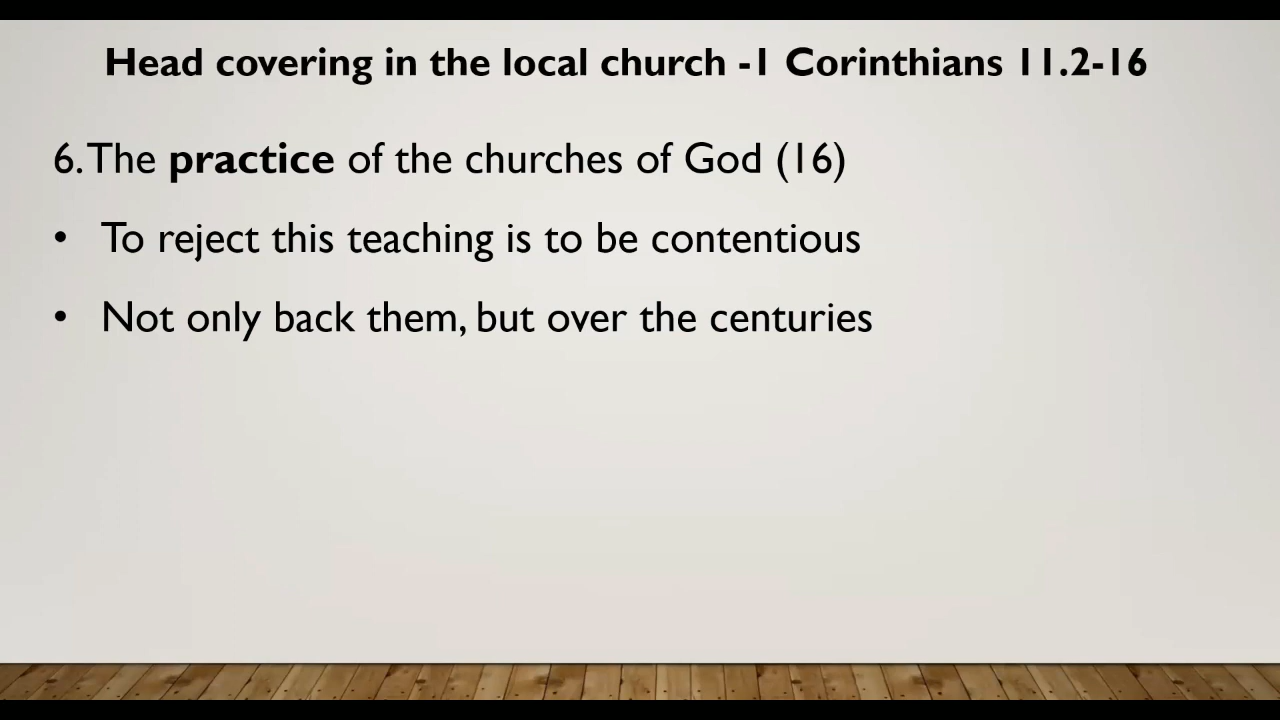 Head covering in the local church -1 Corinthians 11.2-16
6. The practice of the churches of God (16)
• To reject this teaching is to be contentious
• Not only back them, but over the centuries